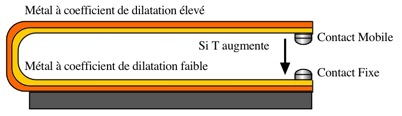 Métal à coefficient de dilatation élevé
Contact Mobile
Si T augmente
Métal à coefficient de dilatation faible
Contact Fixe